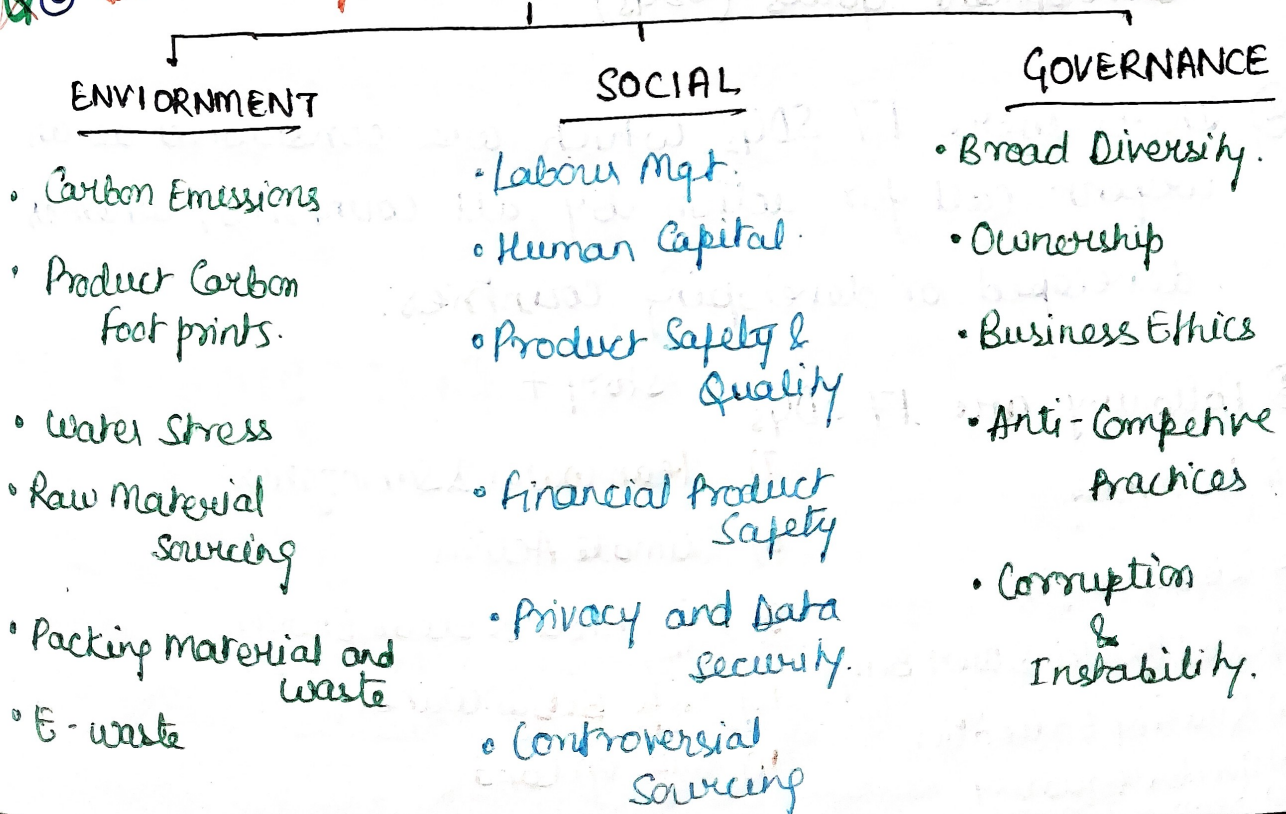 ENVIORNMENT
• Carbon Emissions
• Product Carbon
foot prints.
• Water Stress
• Raw Material
sourcing
• Packing Material and
waste
• E-waste
SOCIAL
• Labour Mgt.
• Human Capital.
• Product Safety &
Quality
• financial Product
Safety
• Privacy and Data
security.
• Controversial
Sourcing
GOVERNANCE
• Broad Diversity.
• Ownership
• Business Ethics
• Anti-Competive
Practices
• Corruption
&
Instability.